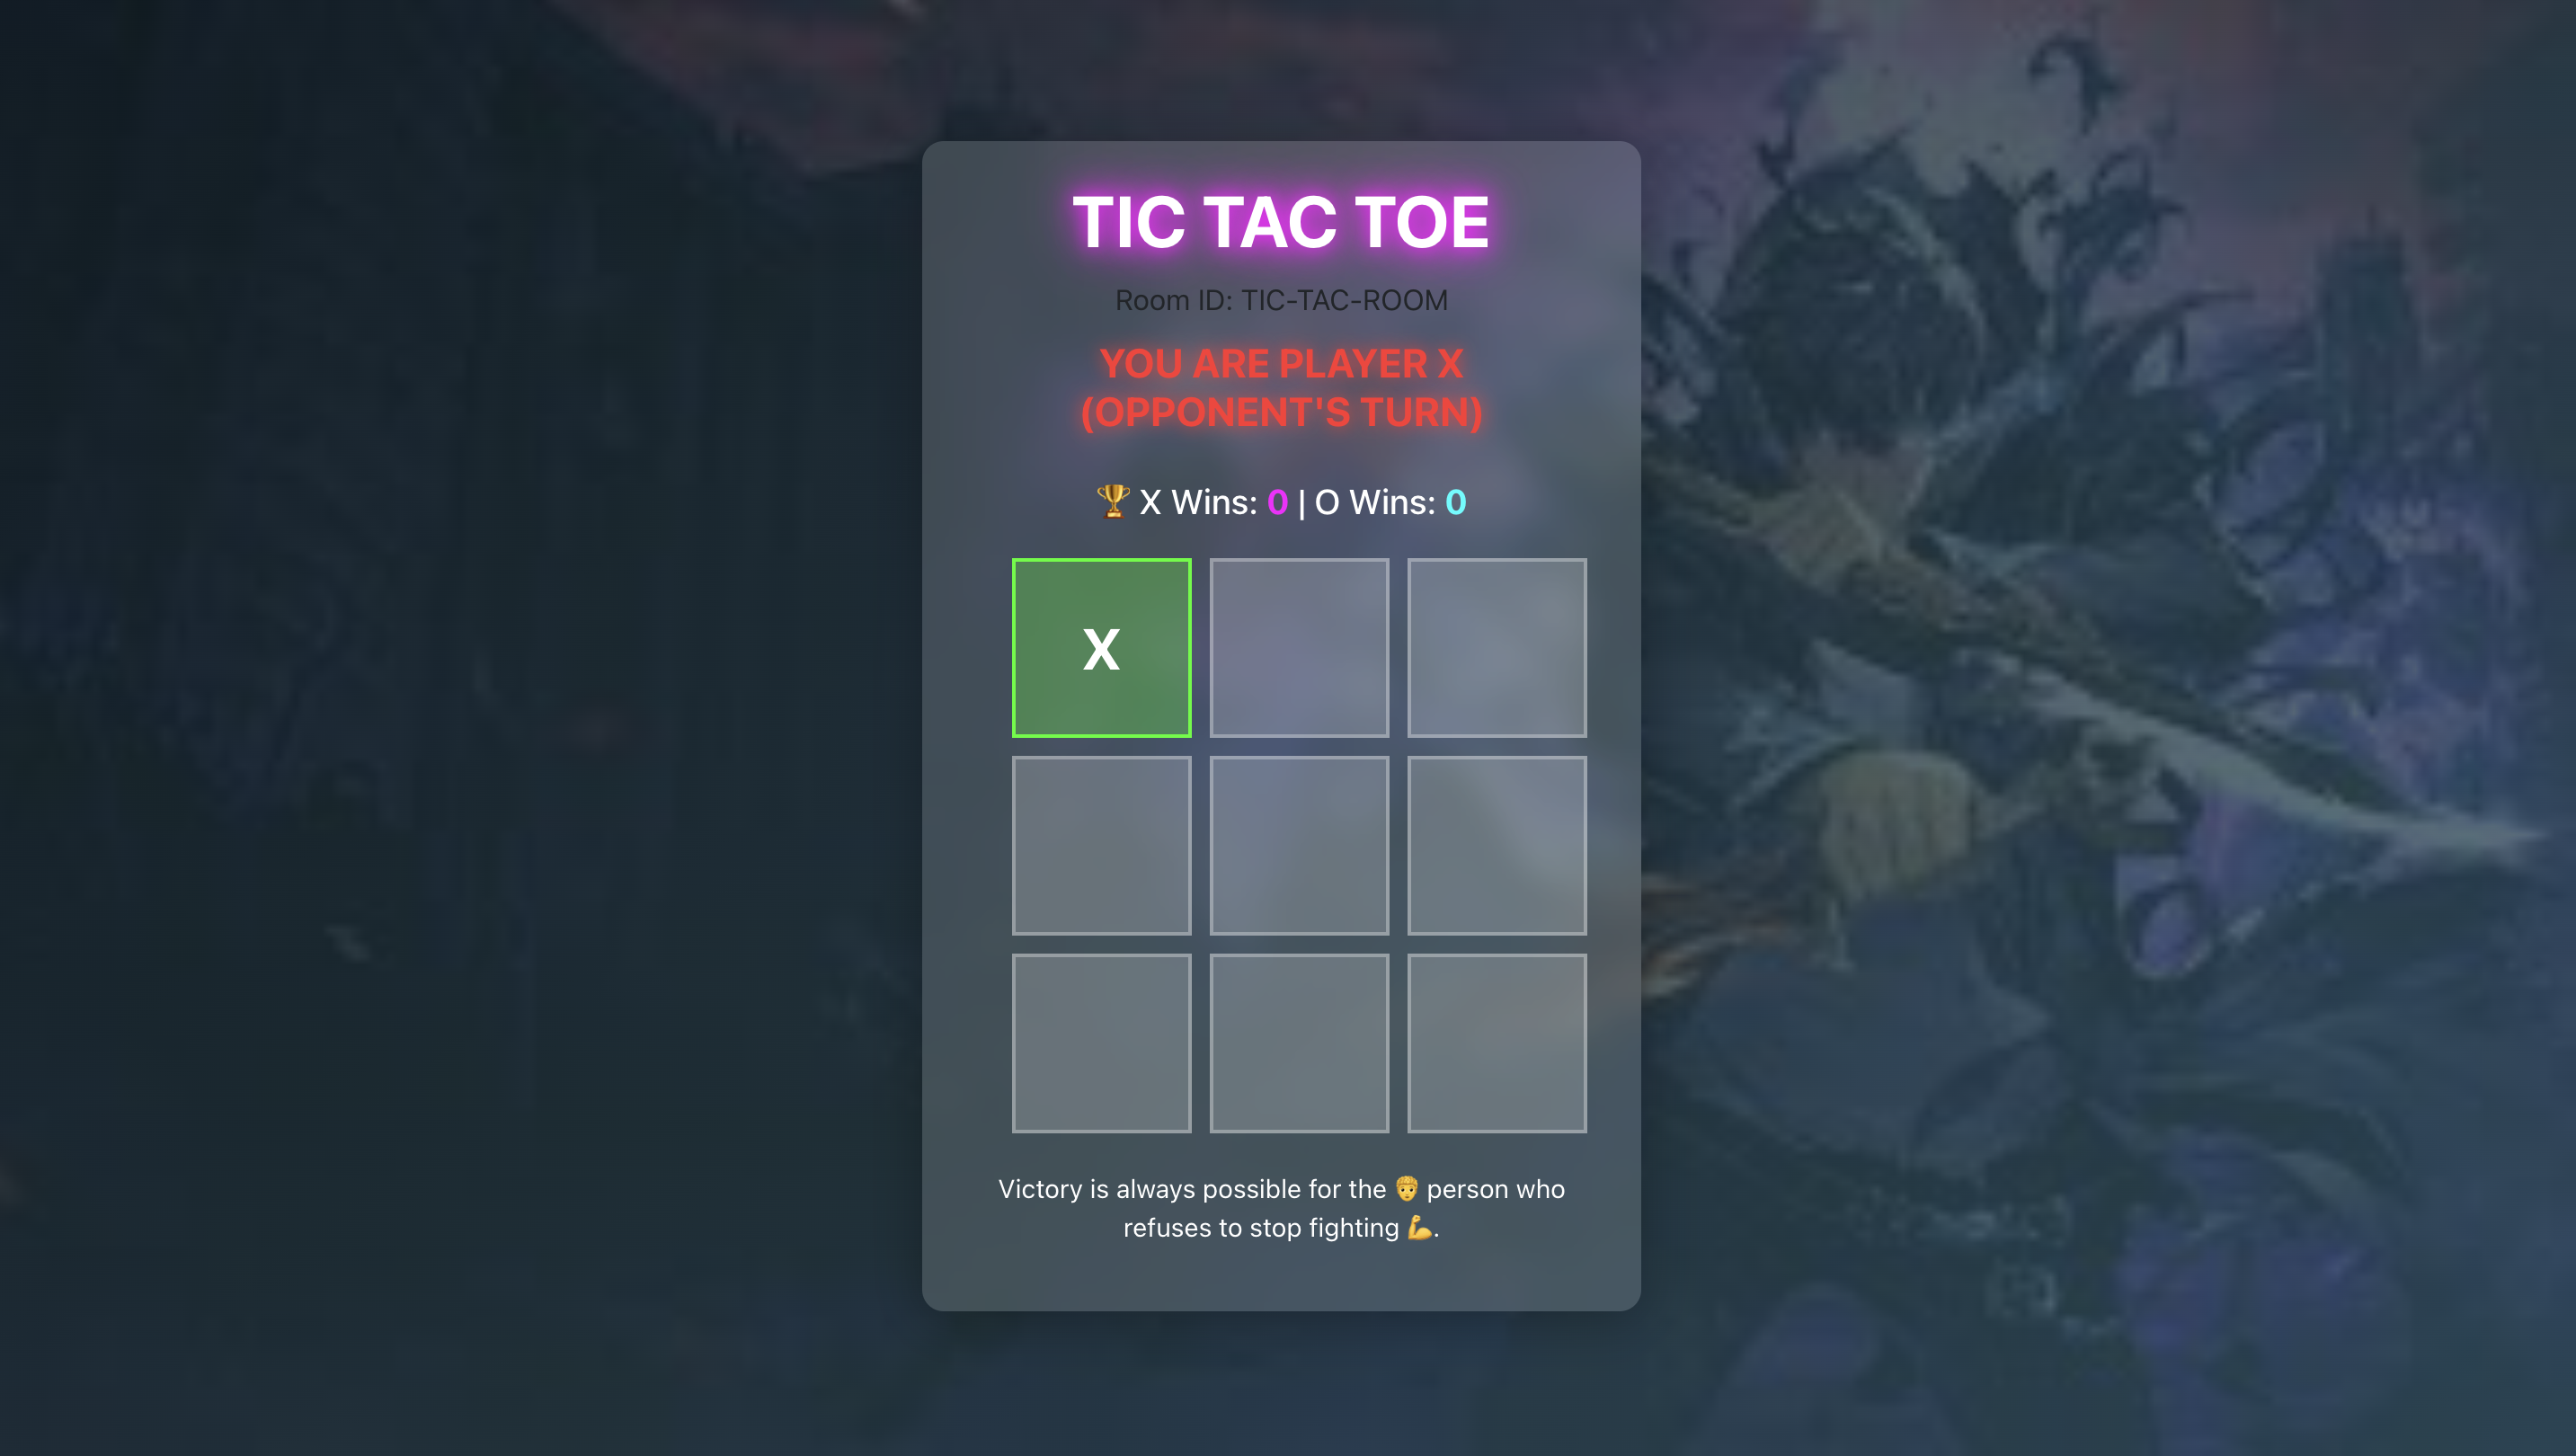 TIC TAC TOE
Room ID: TIC-TAC-ROOM
YOU ARE PLAYER X
(OPPONENT'S TURN)
🏆 X Wins: 0 | O Wins: 0
X
Victory is always possible for the 👨 person who
refuses to stop fighting 💪.